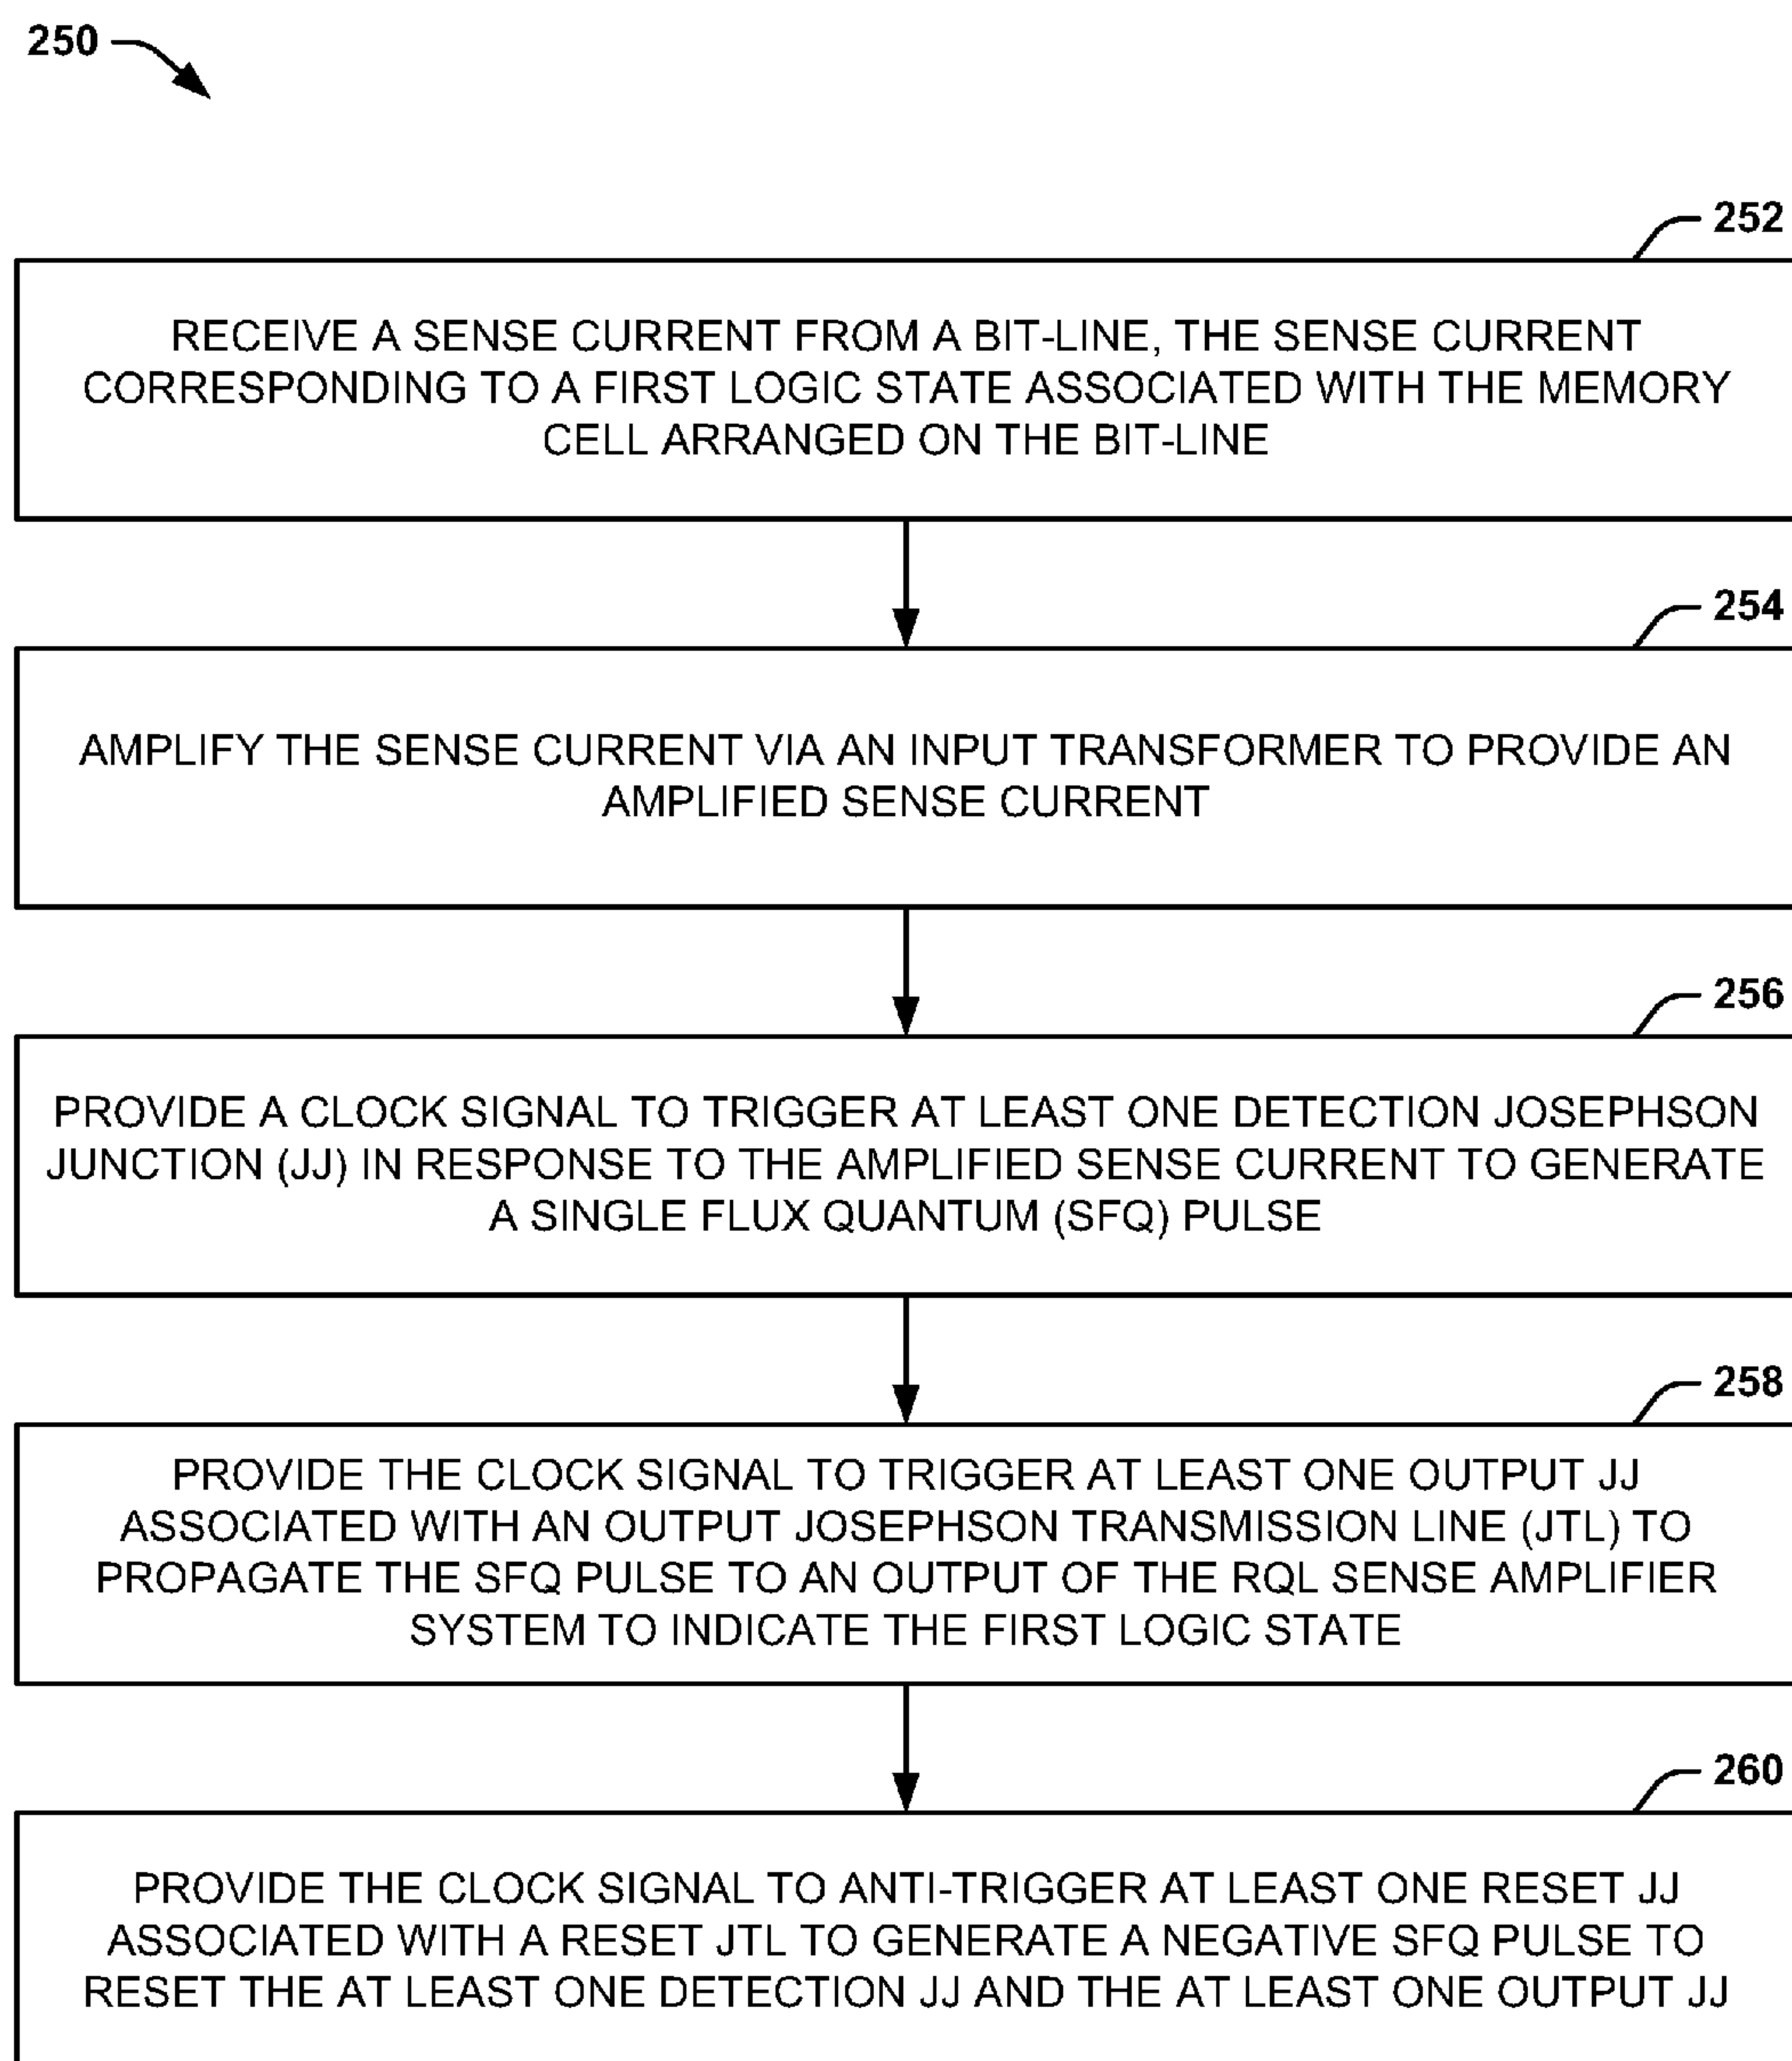 250
252
RECEIVE A SENSE CURRENT FROM A BIT-LINE, THE SENSE CURRENT
CORRESPONDING TO A FIRST LOGIC STATE ASSOCIATED WITH THE MEMORY
CELL ARRANGED ON THE BIT-LINE
254
AMPLIFY THE SENSE CURRENT VIA AN INPUT TRANSFORMER TO PROVIDE AN
AMPLIFIED SENSE CURRENT
256
PROVIDE A CLOCK SIGNAL TO TRIGGER AT LEAST ONE DETECTION JOSEPHSON
JUNCTION (JJ) IN RESPONSE TO THE AMPLIFIED SENSE CURRENT TO GENERATE
A SINGLE FLUX QUANTUM (SFQ) PULSE
258
PROVIDE THE CLOCK SIGNAL TO TRIGGER AT LEAST ONE OUTPUT JJ
ASSOCIATED WITH AN OUTPUT JOSEPHSON TRANSMISSION LINE (JTL) TO
PROPAGATE THE SFQ PULSE TO AN OUTPUT OF THE RQL SENSE AMPLIFIER
SYSTEM TO INDICATE THE FIRST LOGIC STATE
260
PROVIDE THE CLOCK SIGNAL TO ANTI-TRIGGER AT LEAST ONE RESET JJ
ASSOCIATED WITH A RESET JTL TO GENERATE A NEGATIVE SFQ PULSE TO
RESET THE AT LEAST ONE DETECTION JJ AND THE AT LEAST ONE OUTPUT JJ